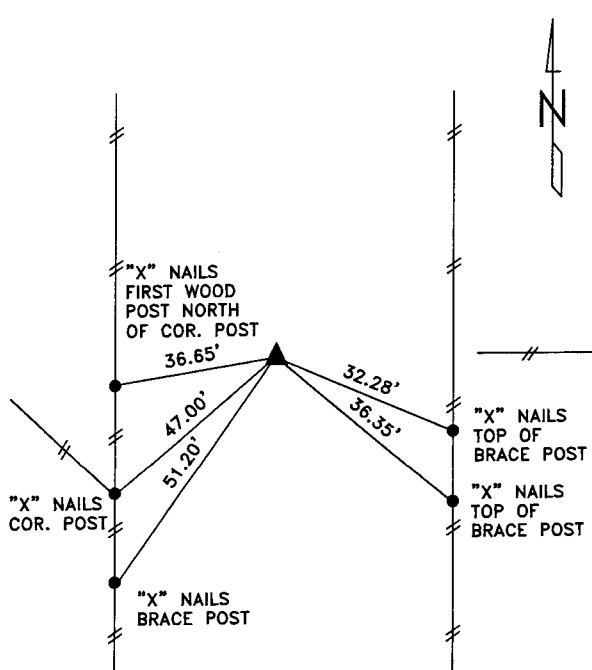 N
"X" NAILS
FIRST WOOD
POST NORTH
OF COR. POST
36.65'
32.28'
47.00'
36.35'
51.20'
"X" NAILS
TOP OF
BRACE POST
"X" NAILS
TOP OF
BRACE POST
"X" NAILS
COR. POST
"X" NAILS
BRACE POST